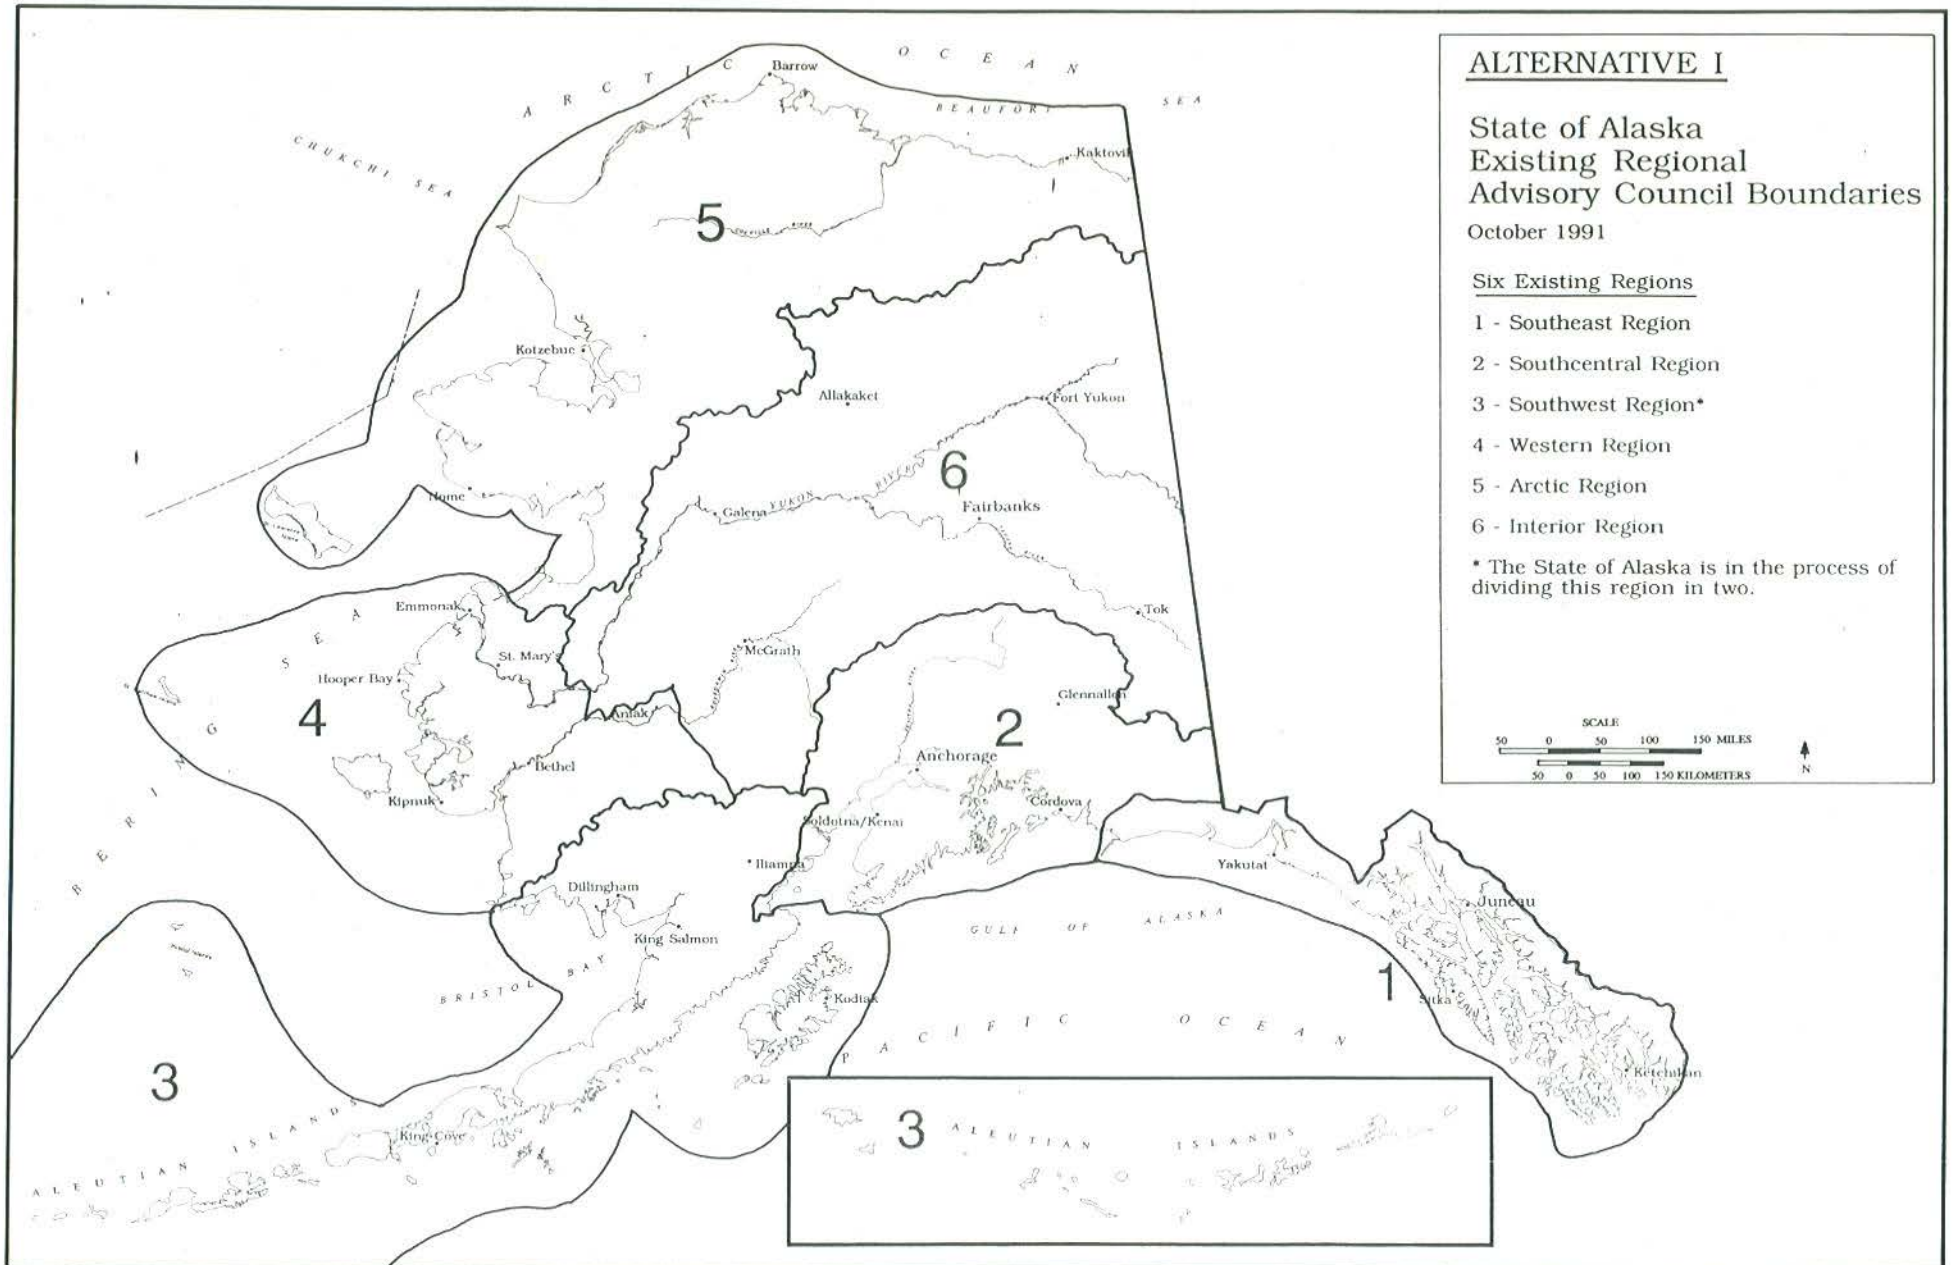 ARCTIC OCEAN
Barrow
BEAUFORT SEA
CHUKCHI SEA
Kaktovik
5
Kotzebue
Allakaket
Fort Yukon
6
Nome
Galena
YUKON RIVER
Fairbanks
Emmonak
Tok
BERING SEA
St. Mary's
McGrath
Hooper Bay
Glennallen
4
Aniak
2
Anchorage
Bethel
Kipnuk
Cordova
Soldotna/Kenai
Iliamna
Yakutat
Dillingham
Juneau
GULF OF ALASKA
King Salmon
BRISTOL BAY
1
Sitka
Kodiak
PACIFIC OCEAN
3
Ketchikan
King Cove
ALEUTIAN ISLANDS
3
ALEUTIAN ISLANDS
ALTERNATIVE I
State of Alaska
Existing Regional
Advisory Council Boundaries
October 1991
Six Existing Regions
1 - Southeast Region
2 - Southcentral Region
3 - Southwest Region*
4 - Western Region
5 - Arctic Region
6 - Interior Region
* The State of Alaska is in the process of
dividing this region in two.
SCALE
50 0 50 100 150 MILES
50 0 50 100 150 KILOMETERS
N